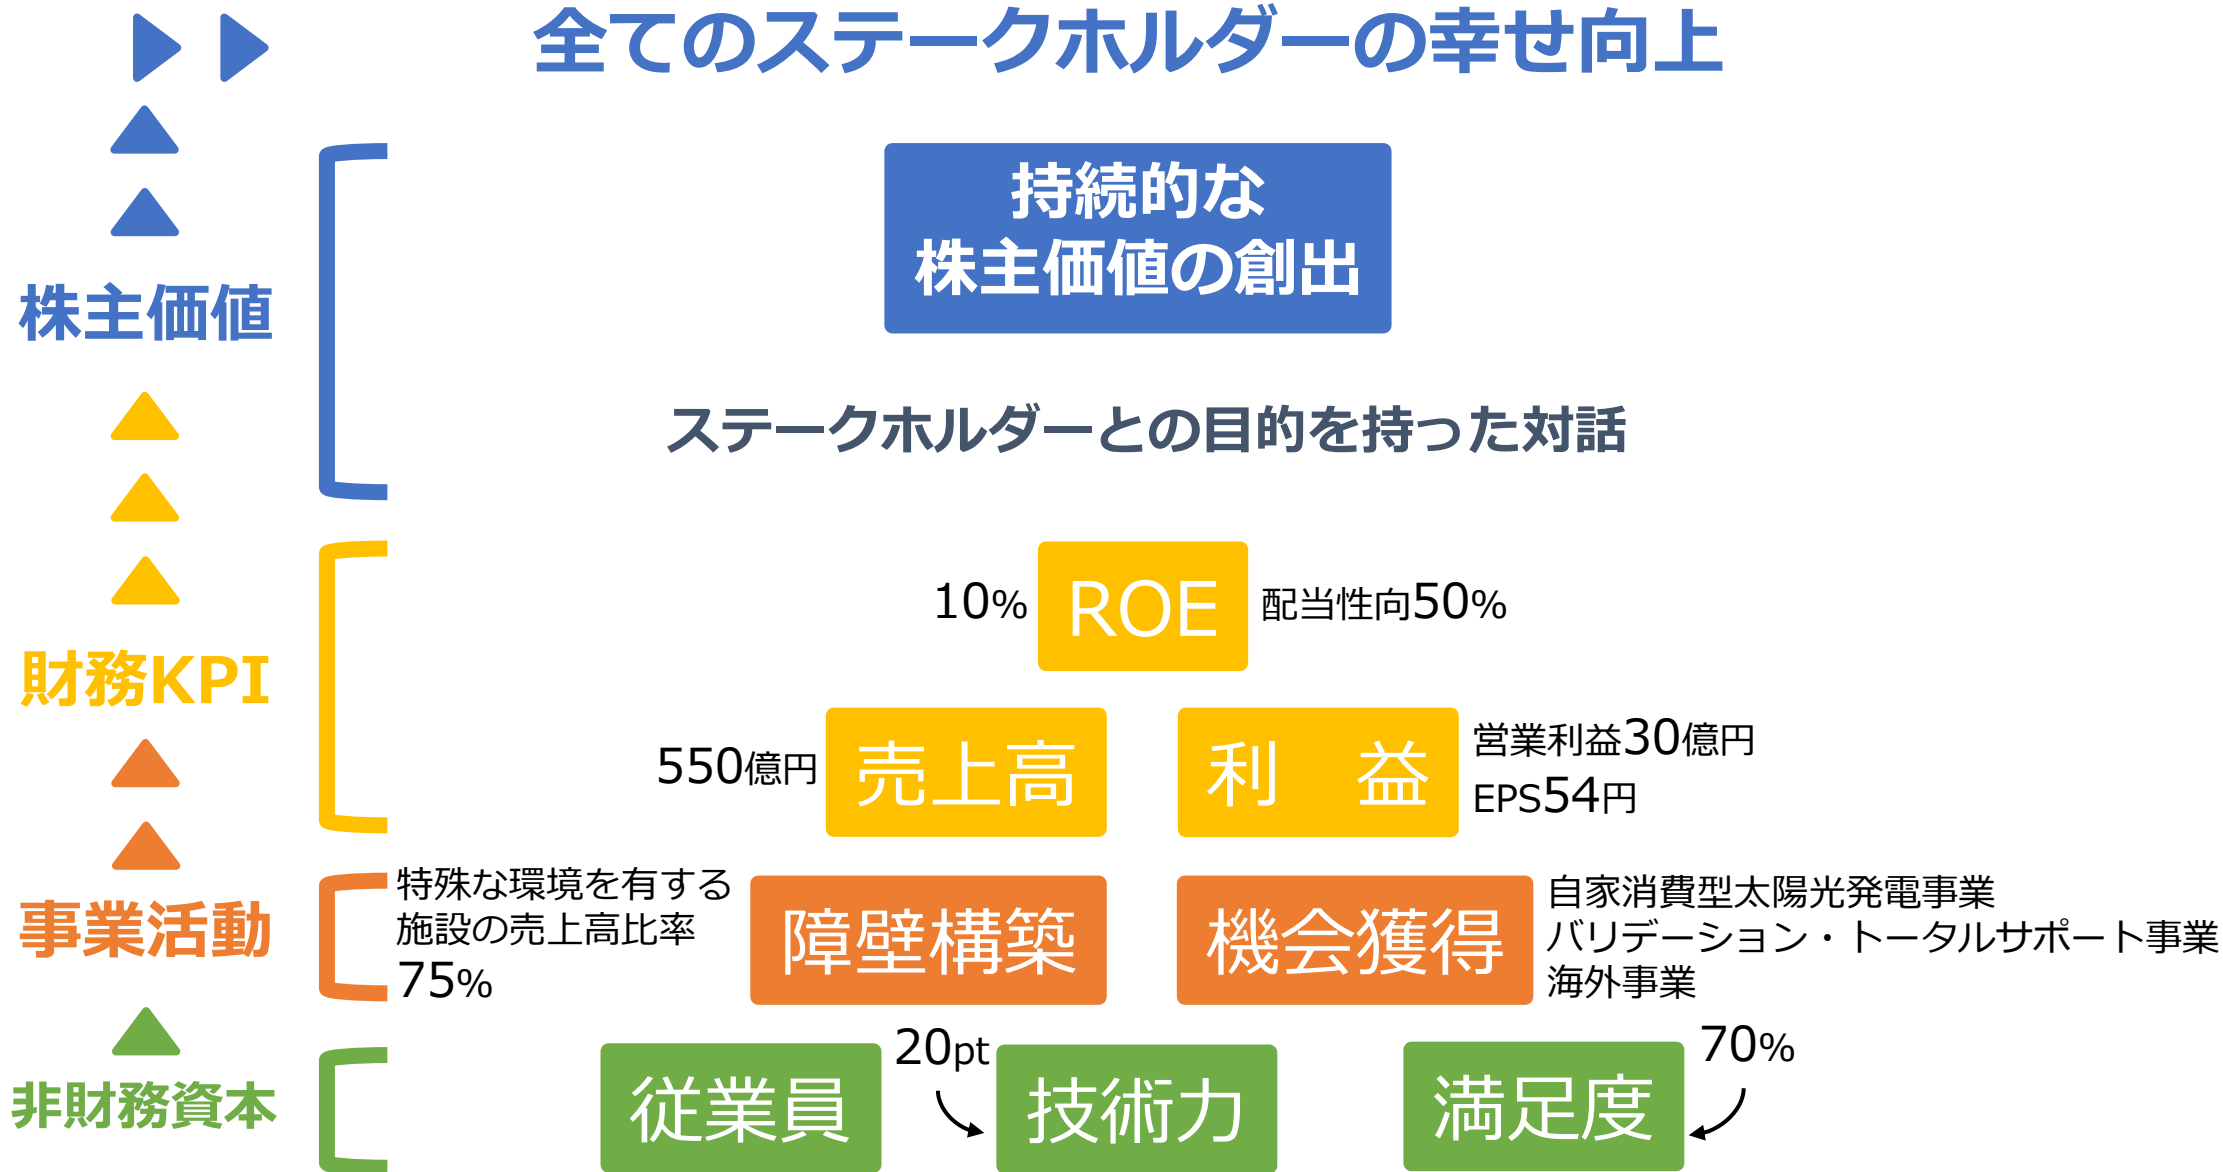 全てのステークホルダーの幸せ向上
持続的な
株主価値の創出
株主価値
ステークホルダーとの目的を持った対話
10%
ROE
配当性向50%
財務KPI
550億円
売上高
利　益
営業利益30億円
EPS54円
事業活動
特殊な環境を有する
施設の売上高比率
75%
障壁構築
機会獲得
自家消費型太陽光発電事業
バリデーション・トータルサポート事業
海外事業
非財務資本
従業員
20pt
技術力
満足度
70%